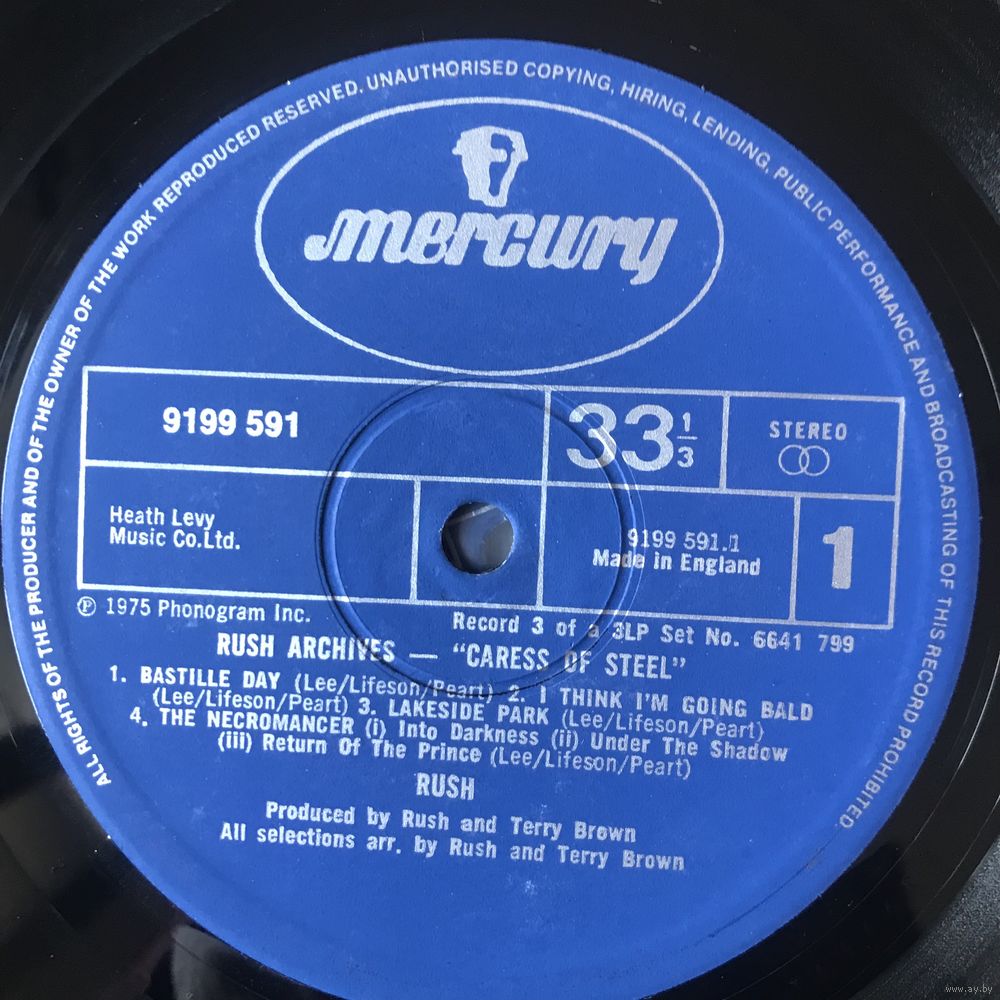 ALL RIGHTS OF THE PRODUCER AND OF THE OWNER OF THE WORK REPRODUCED RESERVED. UNAUTHORISED COPYING, HIRING, LENDING, PUBLIC PERFORMANCE AND BROADCASTING OF THIS RECORD PROHIBITED
mercury
9199 591
33 1/3
STEREO
Heath Levy
Music Co.Ltd.
9199 591.1
Made in England
1
Ⓟ 1975 Phonogram Inc.
Record 3 of a 3LP Set No. 6641 799
RUSH ARCHIVES — "CARESS OF STEEL"
1. BASTILLE DAY (Lee/Lifeson/Peart) 2. I THINK I'M GOING BALD
(Lee/Lifeson/Peart) 3. LAKESIDE PARK (Lee/Lifeson/Peart)
4. THE NECROMANCER (i) Into Darkness (ii) Under The Shadow
(iii) Return Of The Prince (Lee/Lifeson/Peart)
RUSH
Produced by Rush and Terry Brown
All selections arr. by Rush and Terry Brown
www.ay.by